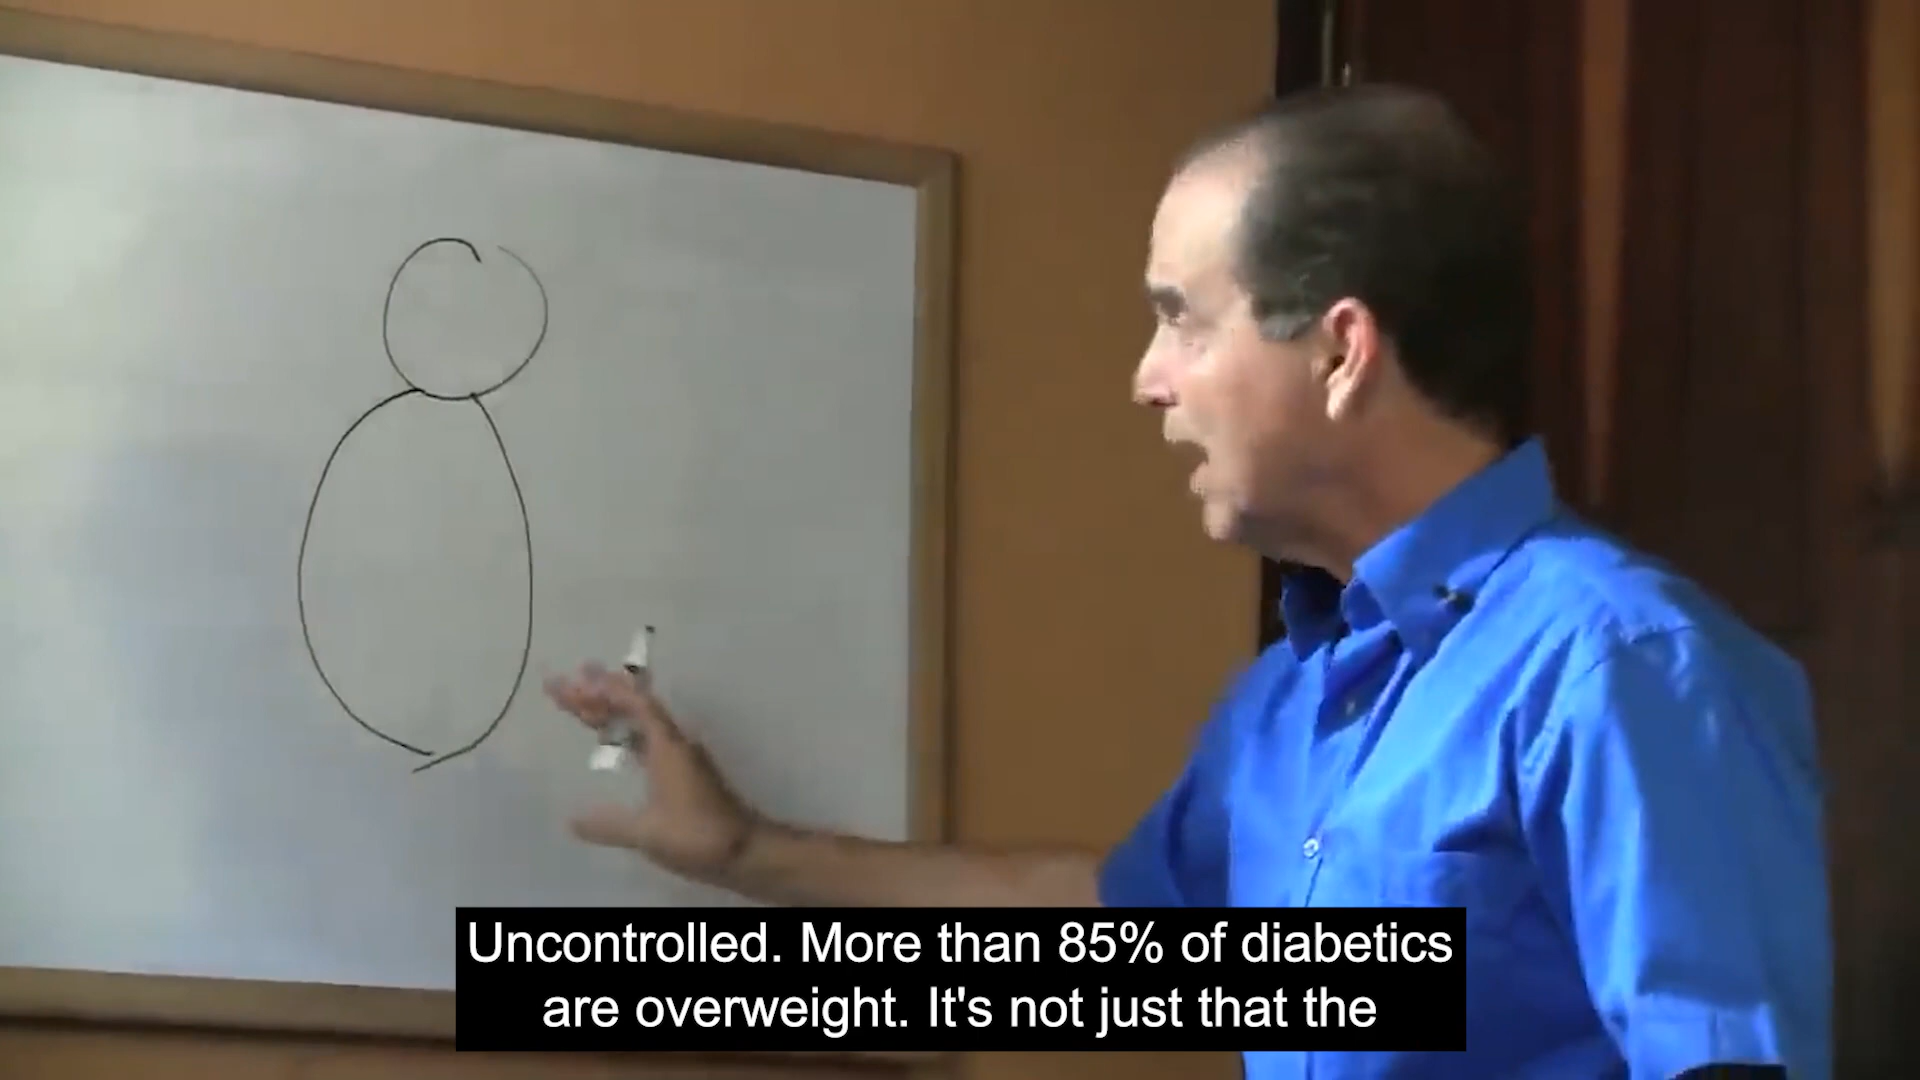 Uncontrolled. More than 85% of diabetics
are overweight. It's not just that the